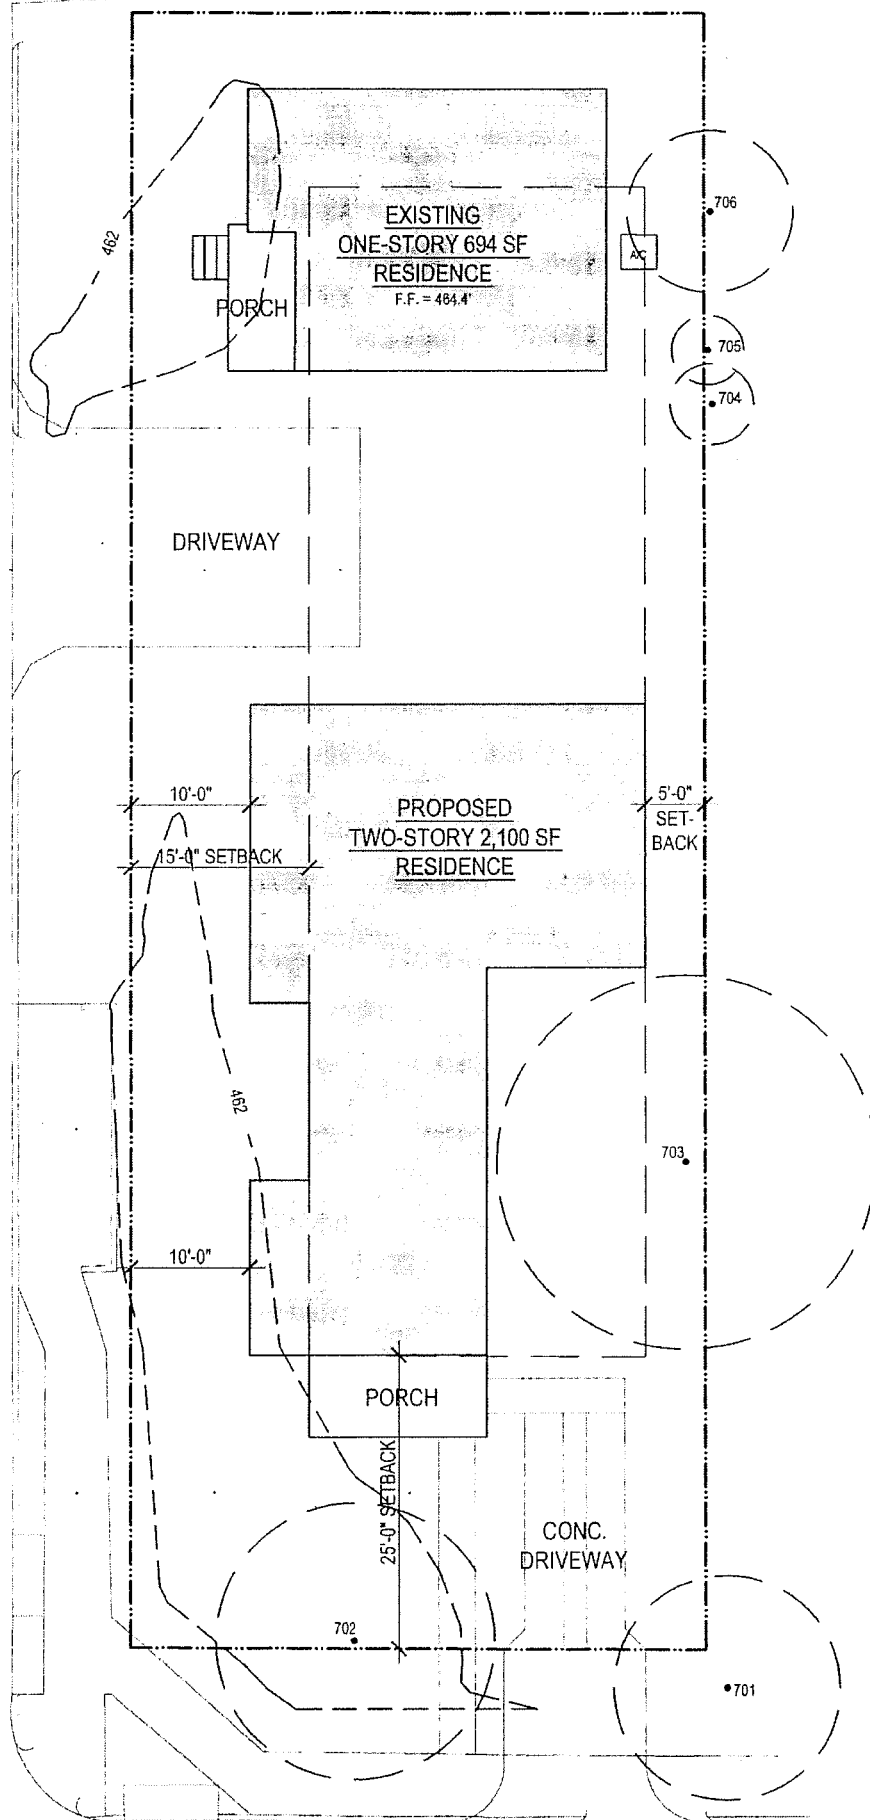 706
EXISTING
ONE-STORY 694 SF
RESIDENCE
F.F. = 464.4'
A/C
462
PORCH
705
704
DRIVEWAY
10'-0"
5'-0"
SET-
BACK
PROPOSED
TWO-STORY 2,100 SF
RESIDENCE
15'-0" SETBACK
462
703
10'-0"
PORCH
25'-0" SETBACK
CONC.
DRIVEWAY
702
701